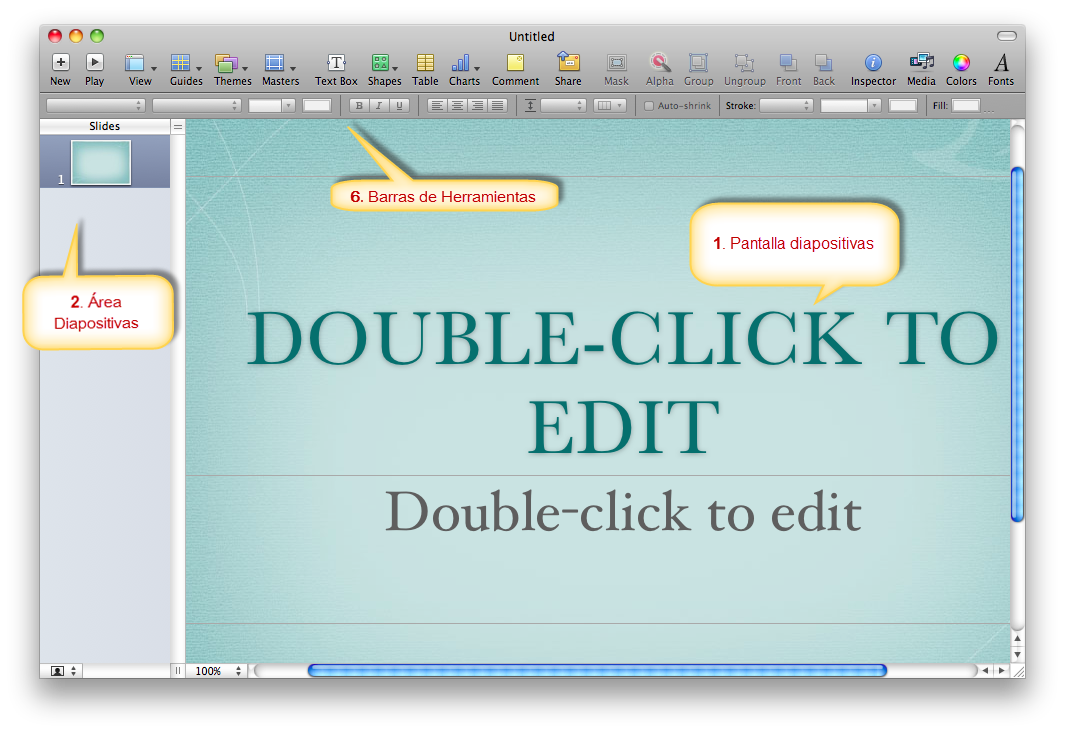 Untitled
New Play View Guides Themes Masters Text Box Shapes Table Charts Comment Share Mask Alpha Group Ungroup Front Back Inspector Media Colors Fonts
B I U Auto-shrink Stroke: Fill: ...
Slides
1
6. Barras de Herramientas
1. Pantalla diapositivas
2. Área
Diapositivas
DOUBLE-CLICK TO
EDIT
Double-click to edit
100%